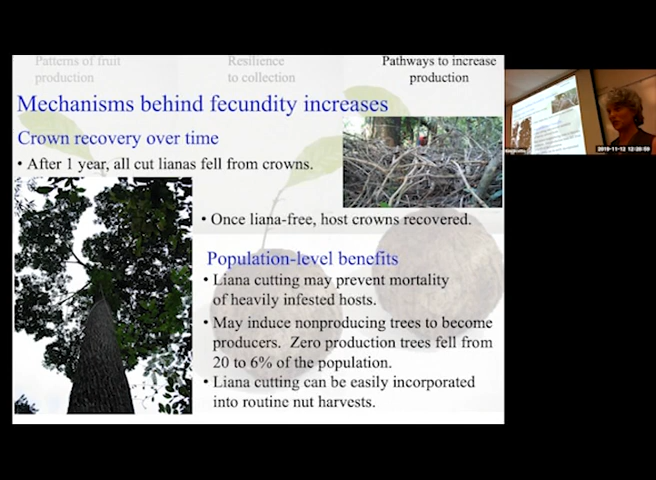 Patterns of fruit
production
Resilience
to collection
Pathways to increase
production
Mechanisms behind fecundity increases
Crown recovery over time
• After 1 year, all cut lianas fell from crowns.
• Once liana-free, host crowns recovered.
Population-level benefits
• Liana cutting may prevent mortality
of heavily infested hosts.
• May induce nonproducing trees to become
producers. Zero production trees fell from
20 to 6% of the population.
• Liana cutting can be easily incorporated
into routine nut harvests.